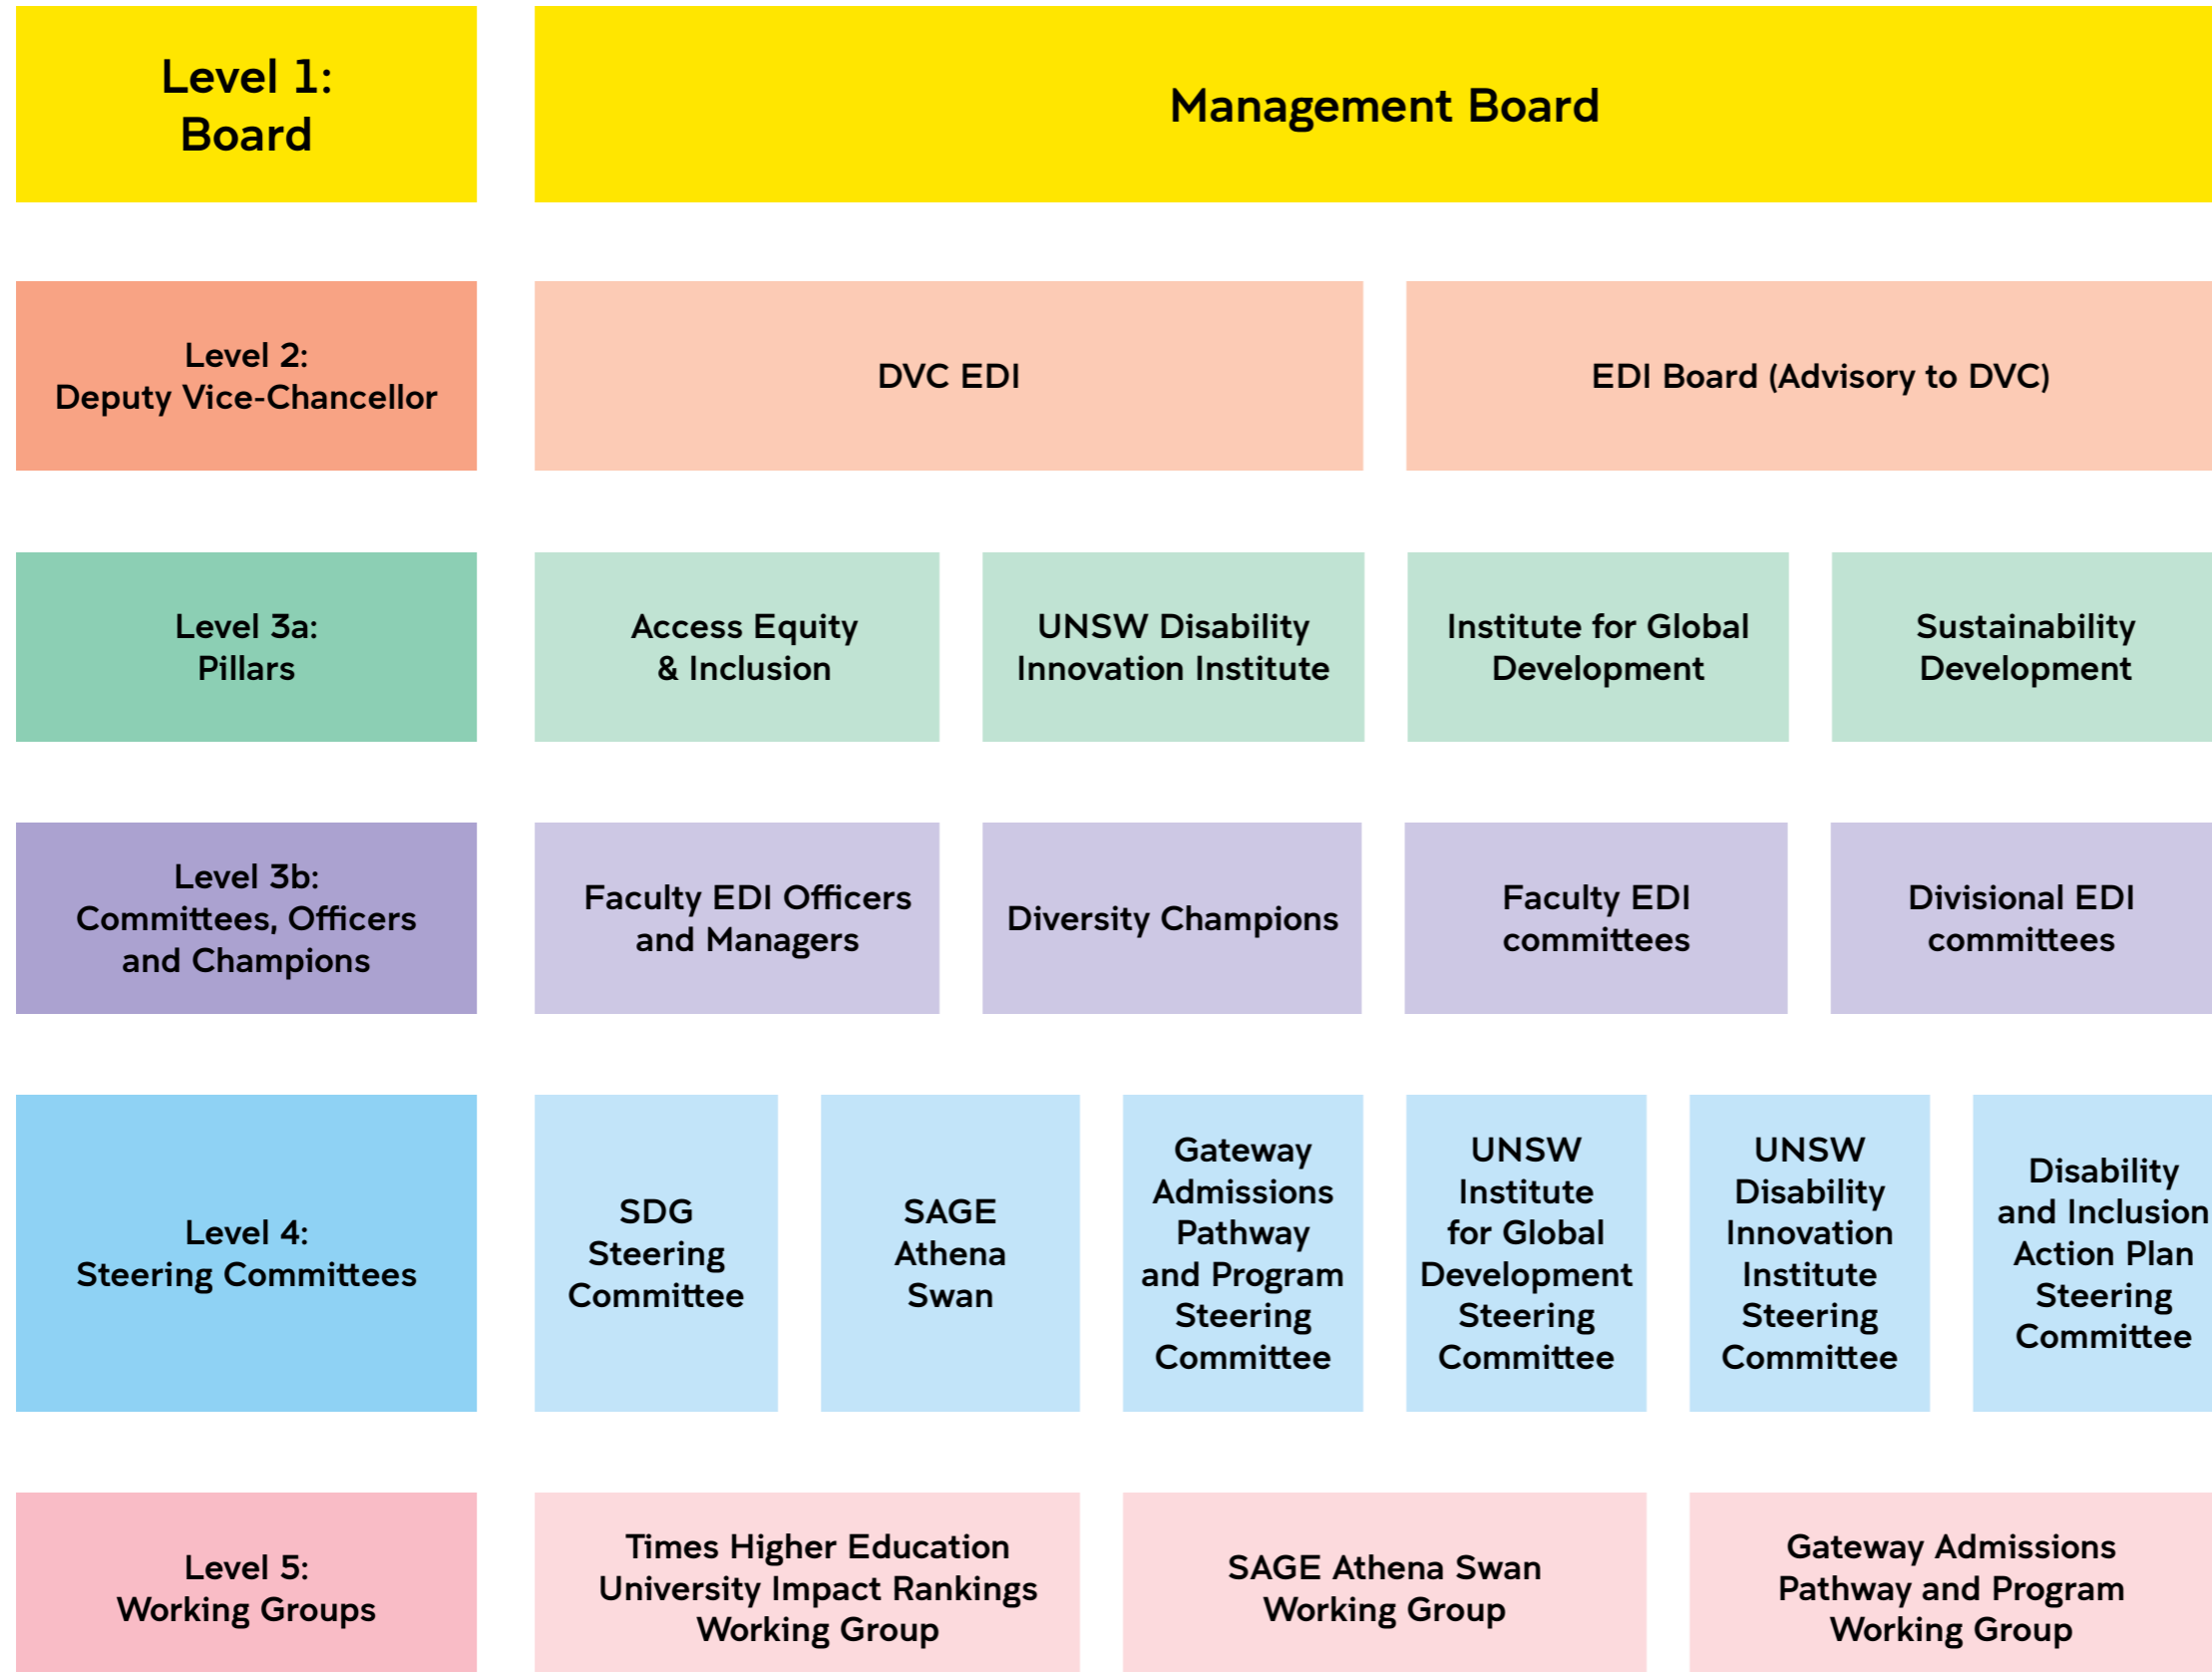 Level 1:
Board
Management Board
Level 2:
Deputy Vice-Chancellor
DVC EDI
EDI Board (Advisory to DVC)
Level 3a:
Pillars
Access Equity
& Inclusion
UNSW Disability
Innovation Institute
Institute for Global
Development
Sustainability
Development
Level 3b:
Committees, Officers
and Champions
Faculty EDI Officers
and Managers
Diversity Champions
Faculty EDI
committees
Divisional EDI
committees
Level 4:
Steering Committees
SDG
Steering
Committee
SAGE
Athena
Swan
Gateway
Admissions
Pathway
and Program
Steering
Committee
UNSW
Institute
for Global
Development
Steering
Committee
UNSW
Disability
Innovation
Institute
Steering
Committee
Disability
and Inclusion
Action Plan
Steering
Committee
Level 5:
Working Groups
Times Higher Education
University Impact Rankings
Working Group
SAGE Athena Swan
Working Group
Gateway Admissions
Pathway and Program
Working Group